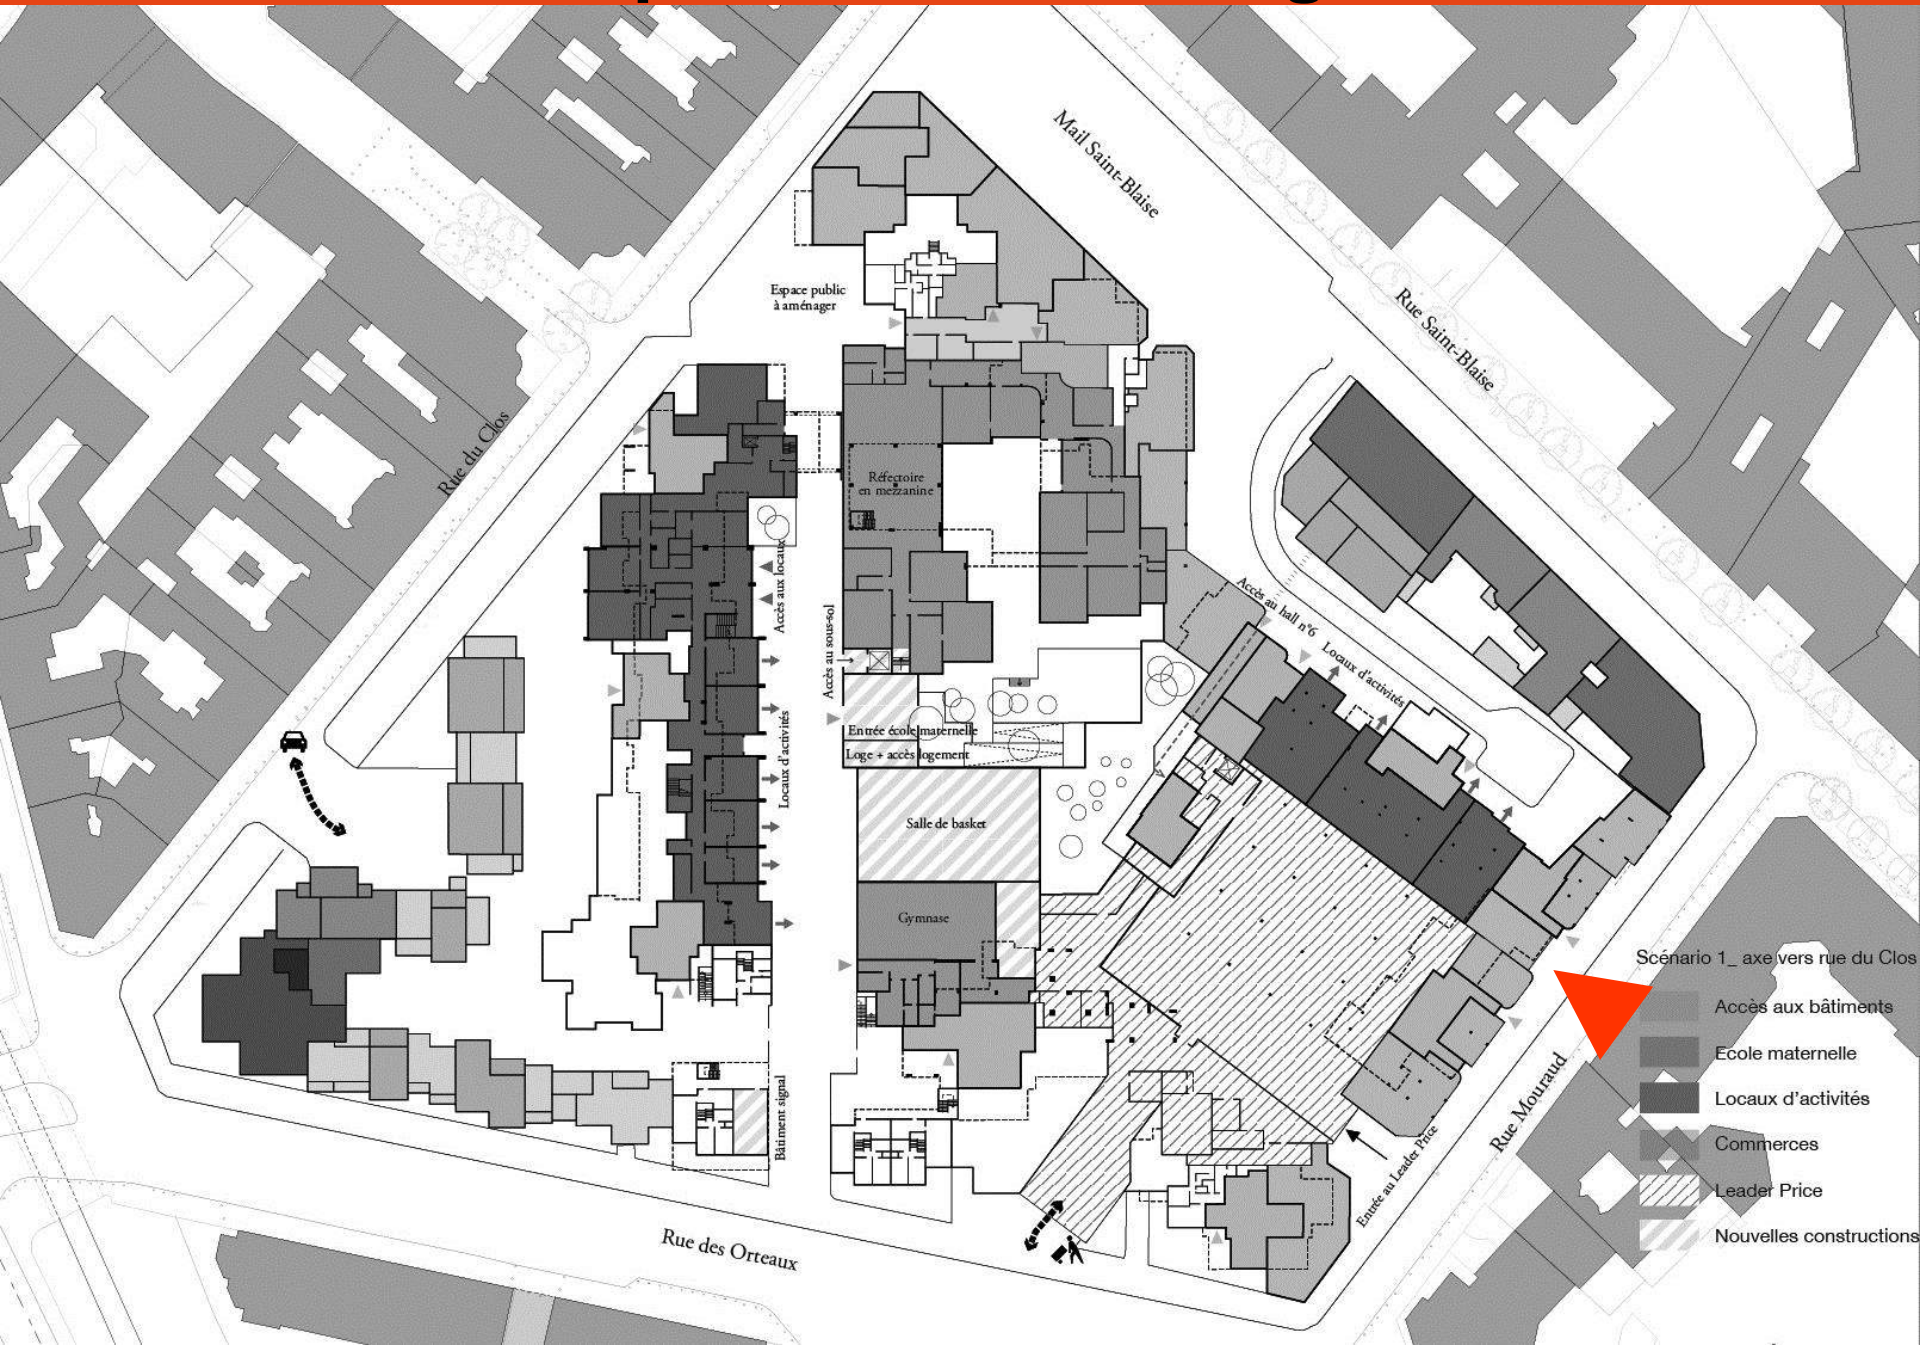 Mail Saint-Blaise
Espace public
à aménager
Rue Saint-Blaise
Rue du Clos
Réfectoire
en mezzanine
Accès aux locaux
Accès au sous-sol
Accès au hall n°6
Locaux d'activités
Locaux d'activités
Entrée école maternelle
Loge + accès logement
Salle de basket
Gymnase
Bâtiment signal
Entrée au Leader Price
Rue Mouraud
Rue des Orteaux
Scénario 1_ axe vers rue du Clos
Accès aux bâtiments
Ecole maternelle
Locaux d'activités
Commerces
Leader Price
Nouvelles constructions